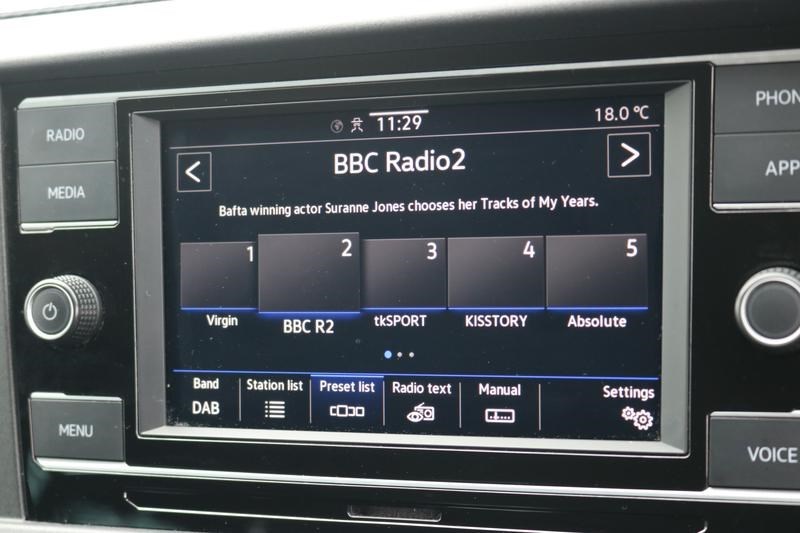 RADIO
MEDIA
MENU
11:29
18.0 °C
<
BBC Radio2
>
Bafta winning actor Suranne Jones chooses her Tracks of My Years.
1 2 3 4 5
Virgin BBC R2 tkSPORT KISSTORY Absolute
Band Station list Preset list Radio text Manual Settings
DAB
PHON
APP
VOICE